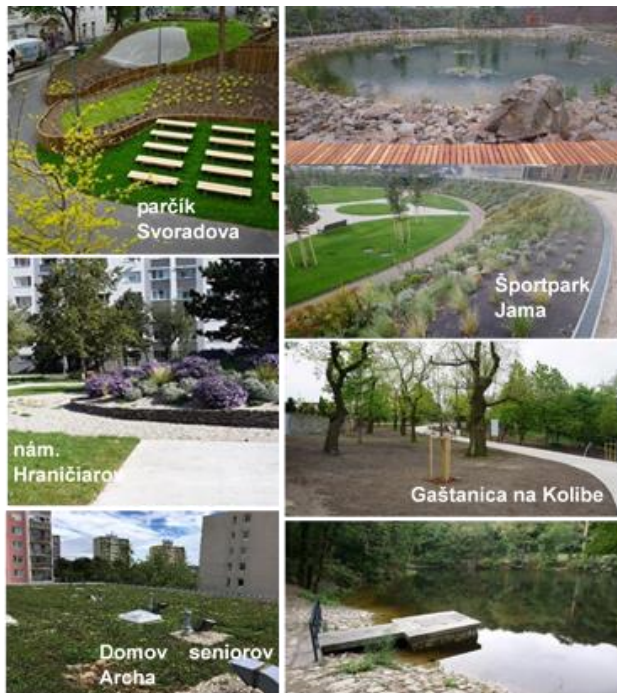 parčík
Svoradova
Športpark
Jama
nám.
Hraničiarov
Gaštanica na Kolibe
Domov seniorov
Archa